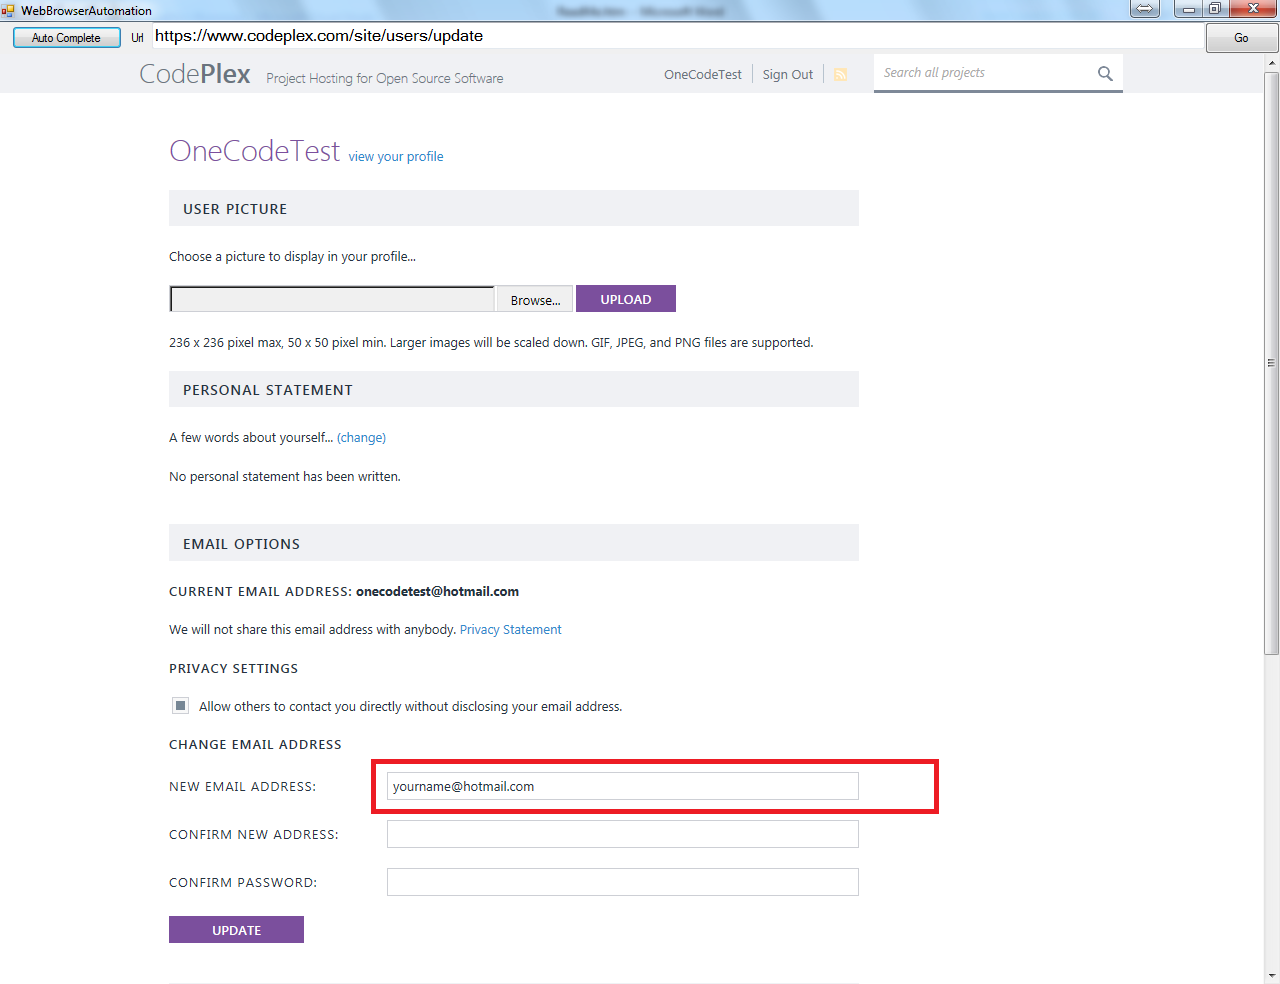 WebBrowserAutomation
Auto Complete Url https://www.codeplex.com/site/users/update Go
CodePlex Project Hosting for Open Source Software OneCodeTest Sign Out Search all projects
OneCodeTest view your profile
USER PICTURE
Choose a picture to display in your profile...
Browse... UPLOAD
236 x 236 pixel max, 50 x 50 pixel min. Larger images will be scaled down. GIF, JPEG, and PNG files are supported.
PERSONAL STATEMENT
A few words about yourself... (change)
No personal statement has been written.
EMAIL OPTIONS
CURRENT EMAIL ADDRESS: onecodetest@hotmail.com
We will not share this email address with anybody. Privacy Statement
PRIVACY SETTINGS
Allow others to contact you directly without disclosing your email address.
CHANGE EMAIL ADDRESS
NEW EMAIL ADDRESS: yourname@hotmail.com
CONFIRM NEW ADDRESS:
CONFIRM PASSWORD:
UPDATE